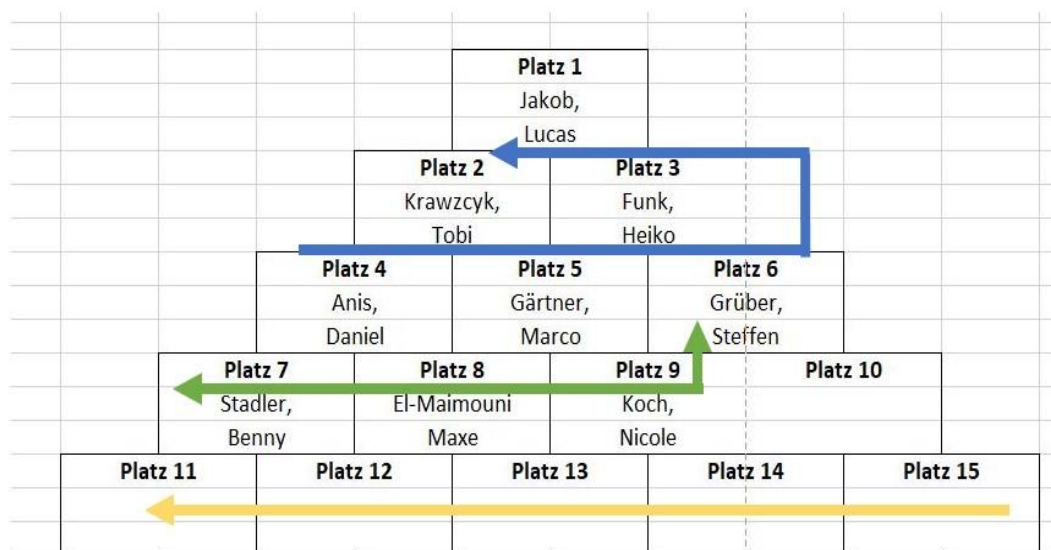 Platz 1
Jakob,
Lucas
Platz 2 Platz 3
Krawzcyk, Funk,
Tobi Heiko
Platz 4 Platz 5 Platz 6
Anis, Gärtner, Grüber,
Daniel Marco Steffen
Platz 7 Platz 8 Platz 9 Platz 10
Stadler, El-Maimouni Koch,
Benny Maxe Nicole
Platz 11 Platz 12 Platz 13 Platz 14 Platz 15